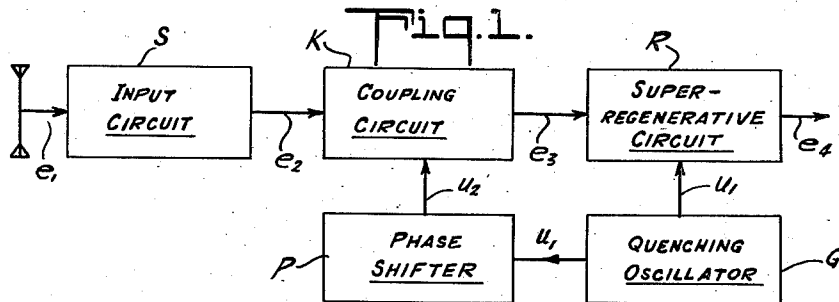 Fig.1.
S
K
R
INPUT
CIRCUIT
COUPLING
CIRCUIT
SUPER-
REGENERATIVE
CIRCUIT
e1
e2
e3
e4
u2
u1
P
PHASE
SHIFTER
u1
QUENCHING
OSCILLATOR
G